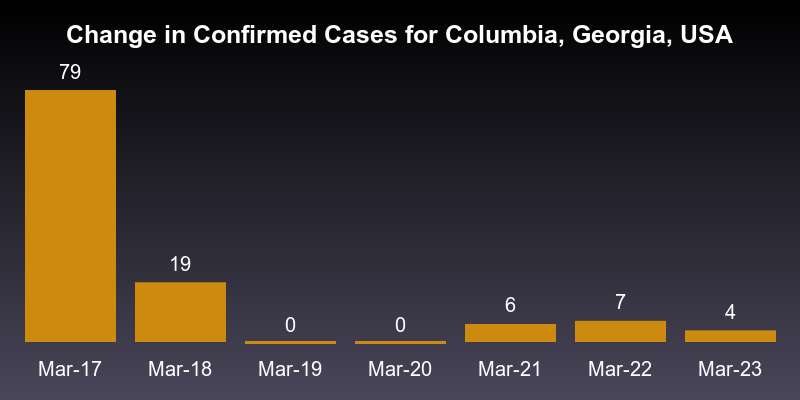 Change in Confirmed Cases for Columbia, Georgia, USA
79
19
0
0
6
7
4
Mar-17
Mar-18
Mar-19
Mar-20
Mar-21
Mar-22
Mar-23